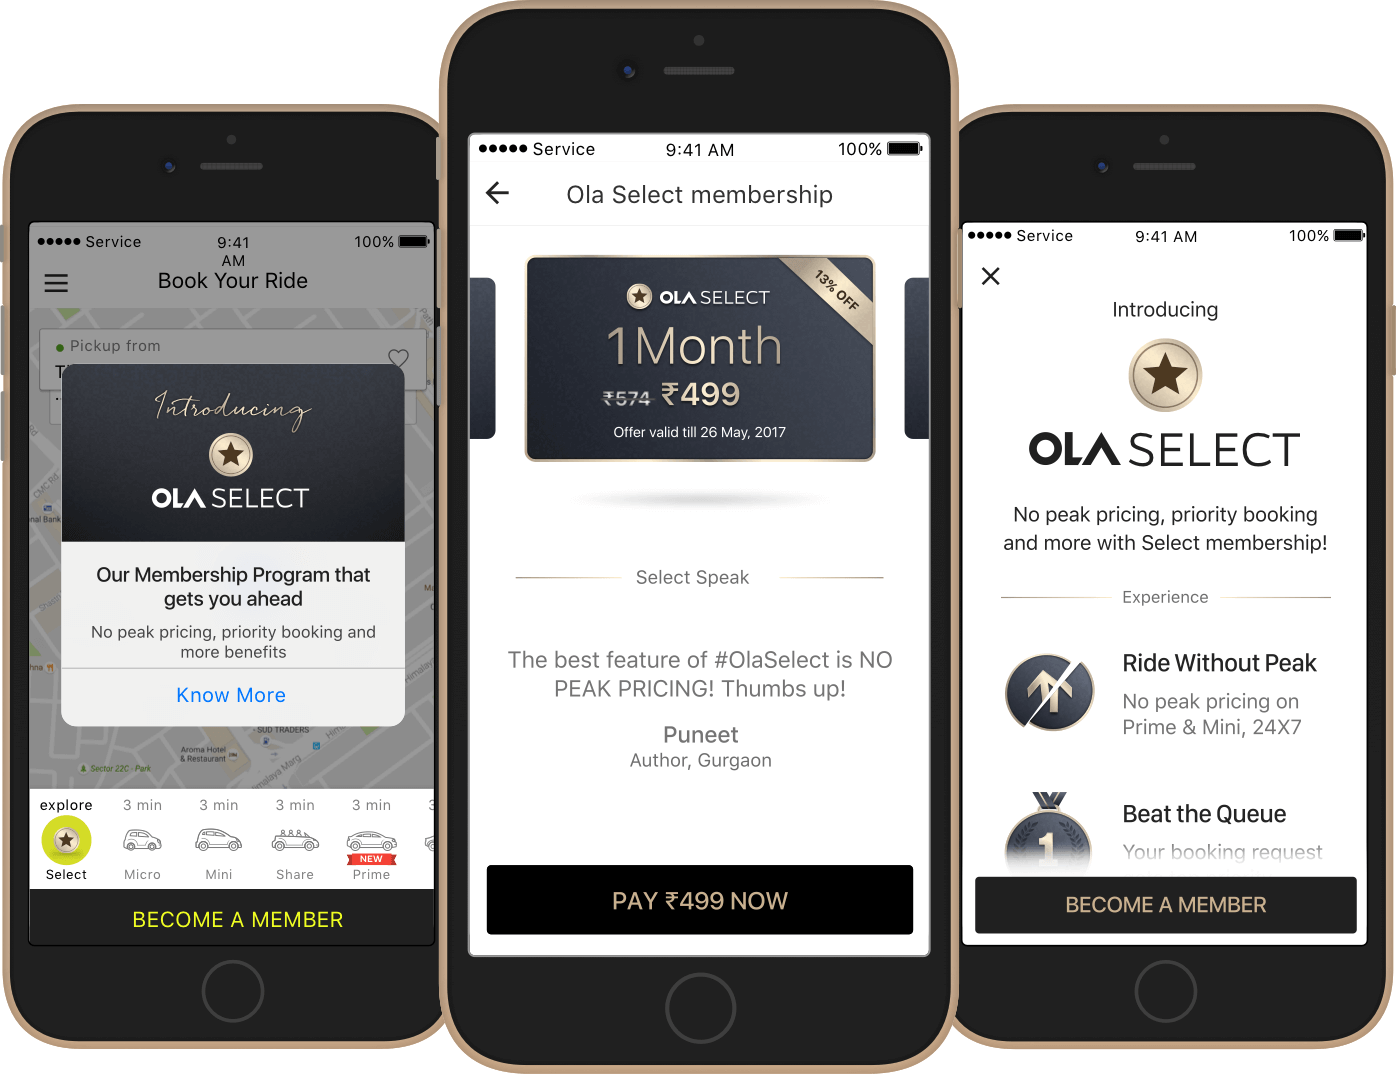 ●●●●● Service 9:41 AM 100%
Book Your Ride
Pickup from
Introducing
OLA SELECT
Our Membership Program that
gets you ahead
No peak pricing, priority booking and
more benefits
Know More
SUD TRADERS
Aroma Hotel
& Restaurant
Sector 22C - Park
explore 3 min 3 min 3 min 3 min
NEW
Select Micro Mini Share Prime
BECOME A MEMBER
●●●●● Service 9:41 AM 100%
Ola Select membership
13% OFF
OLA SELECT
1 Month
₹574 ₹499
Offer valid till 26 May, 2017
Select Speak
The best feature of #OlaSelect is NO
PEAK PRICING! Thumbs up!
Puneet
Author, Gurgaon
PAY ₹499 NOW
●●●●● Service 9:41 AM 100%
Introducing
OLA SELECT
No peak pricing, priority booking
and more with Select membership!
Experience
Ride Without Peak
No peak pricing on
Prime & Mini, 24X7
1
Beat the Queue
Your booking request
BECOME A MEMBER